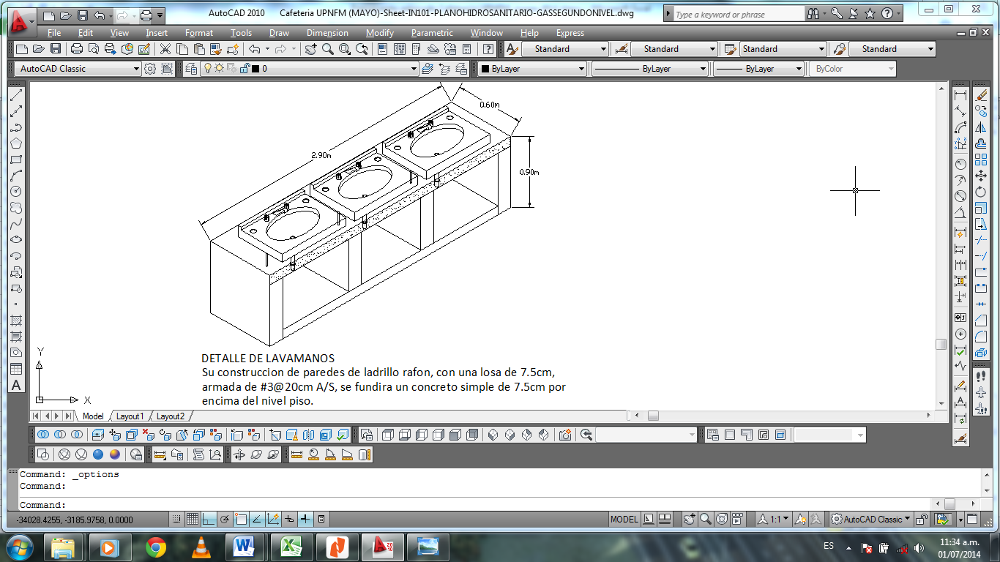 AutoCAD 2010 Cafeteria UPNFM (MAYO)-Sheet-IN101-PLANOHIDROSANITARIO-GASSEGUNDONIVEL.dwg
Type a keyword or phrase
File Edit View Insert Format Tools Draw Dimension Modify Parametric Window Help Express
Standard Standard Standard Standard
AutoCAD Classic 0 ByLayer ByLayer ByLayer ByColor
0.60m
2.90m
0.90m
DETALLE DE LAVAMANOS
Su construccion de paredes de ladrillo rafon, con una losa de 7.5cm,
armada de #3@20cm A/S, se fundira un concreto simple de 7.5cm por
encima del nivel piso.
Y
X
Model Layout1 Layout2
Command: _options
Command:
Command:
-34028.4255, -3185.9758, 0.0000 MODEL 1:1 AutoCAD Classic
ES 11:34 a.m.
01/07/2014